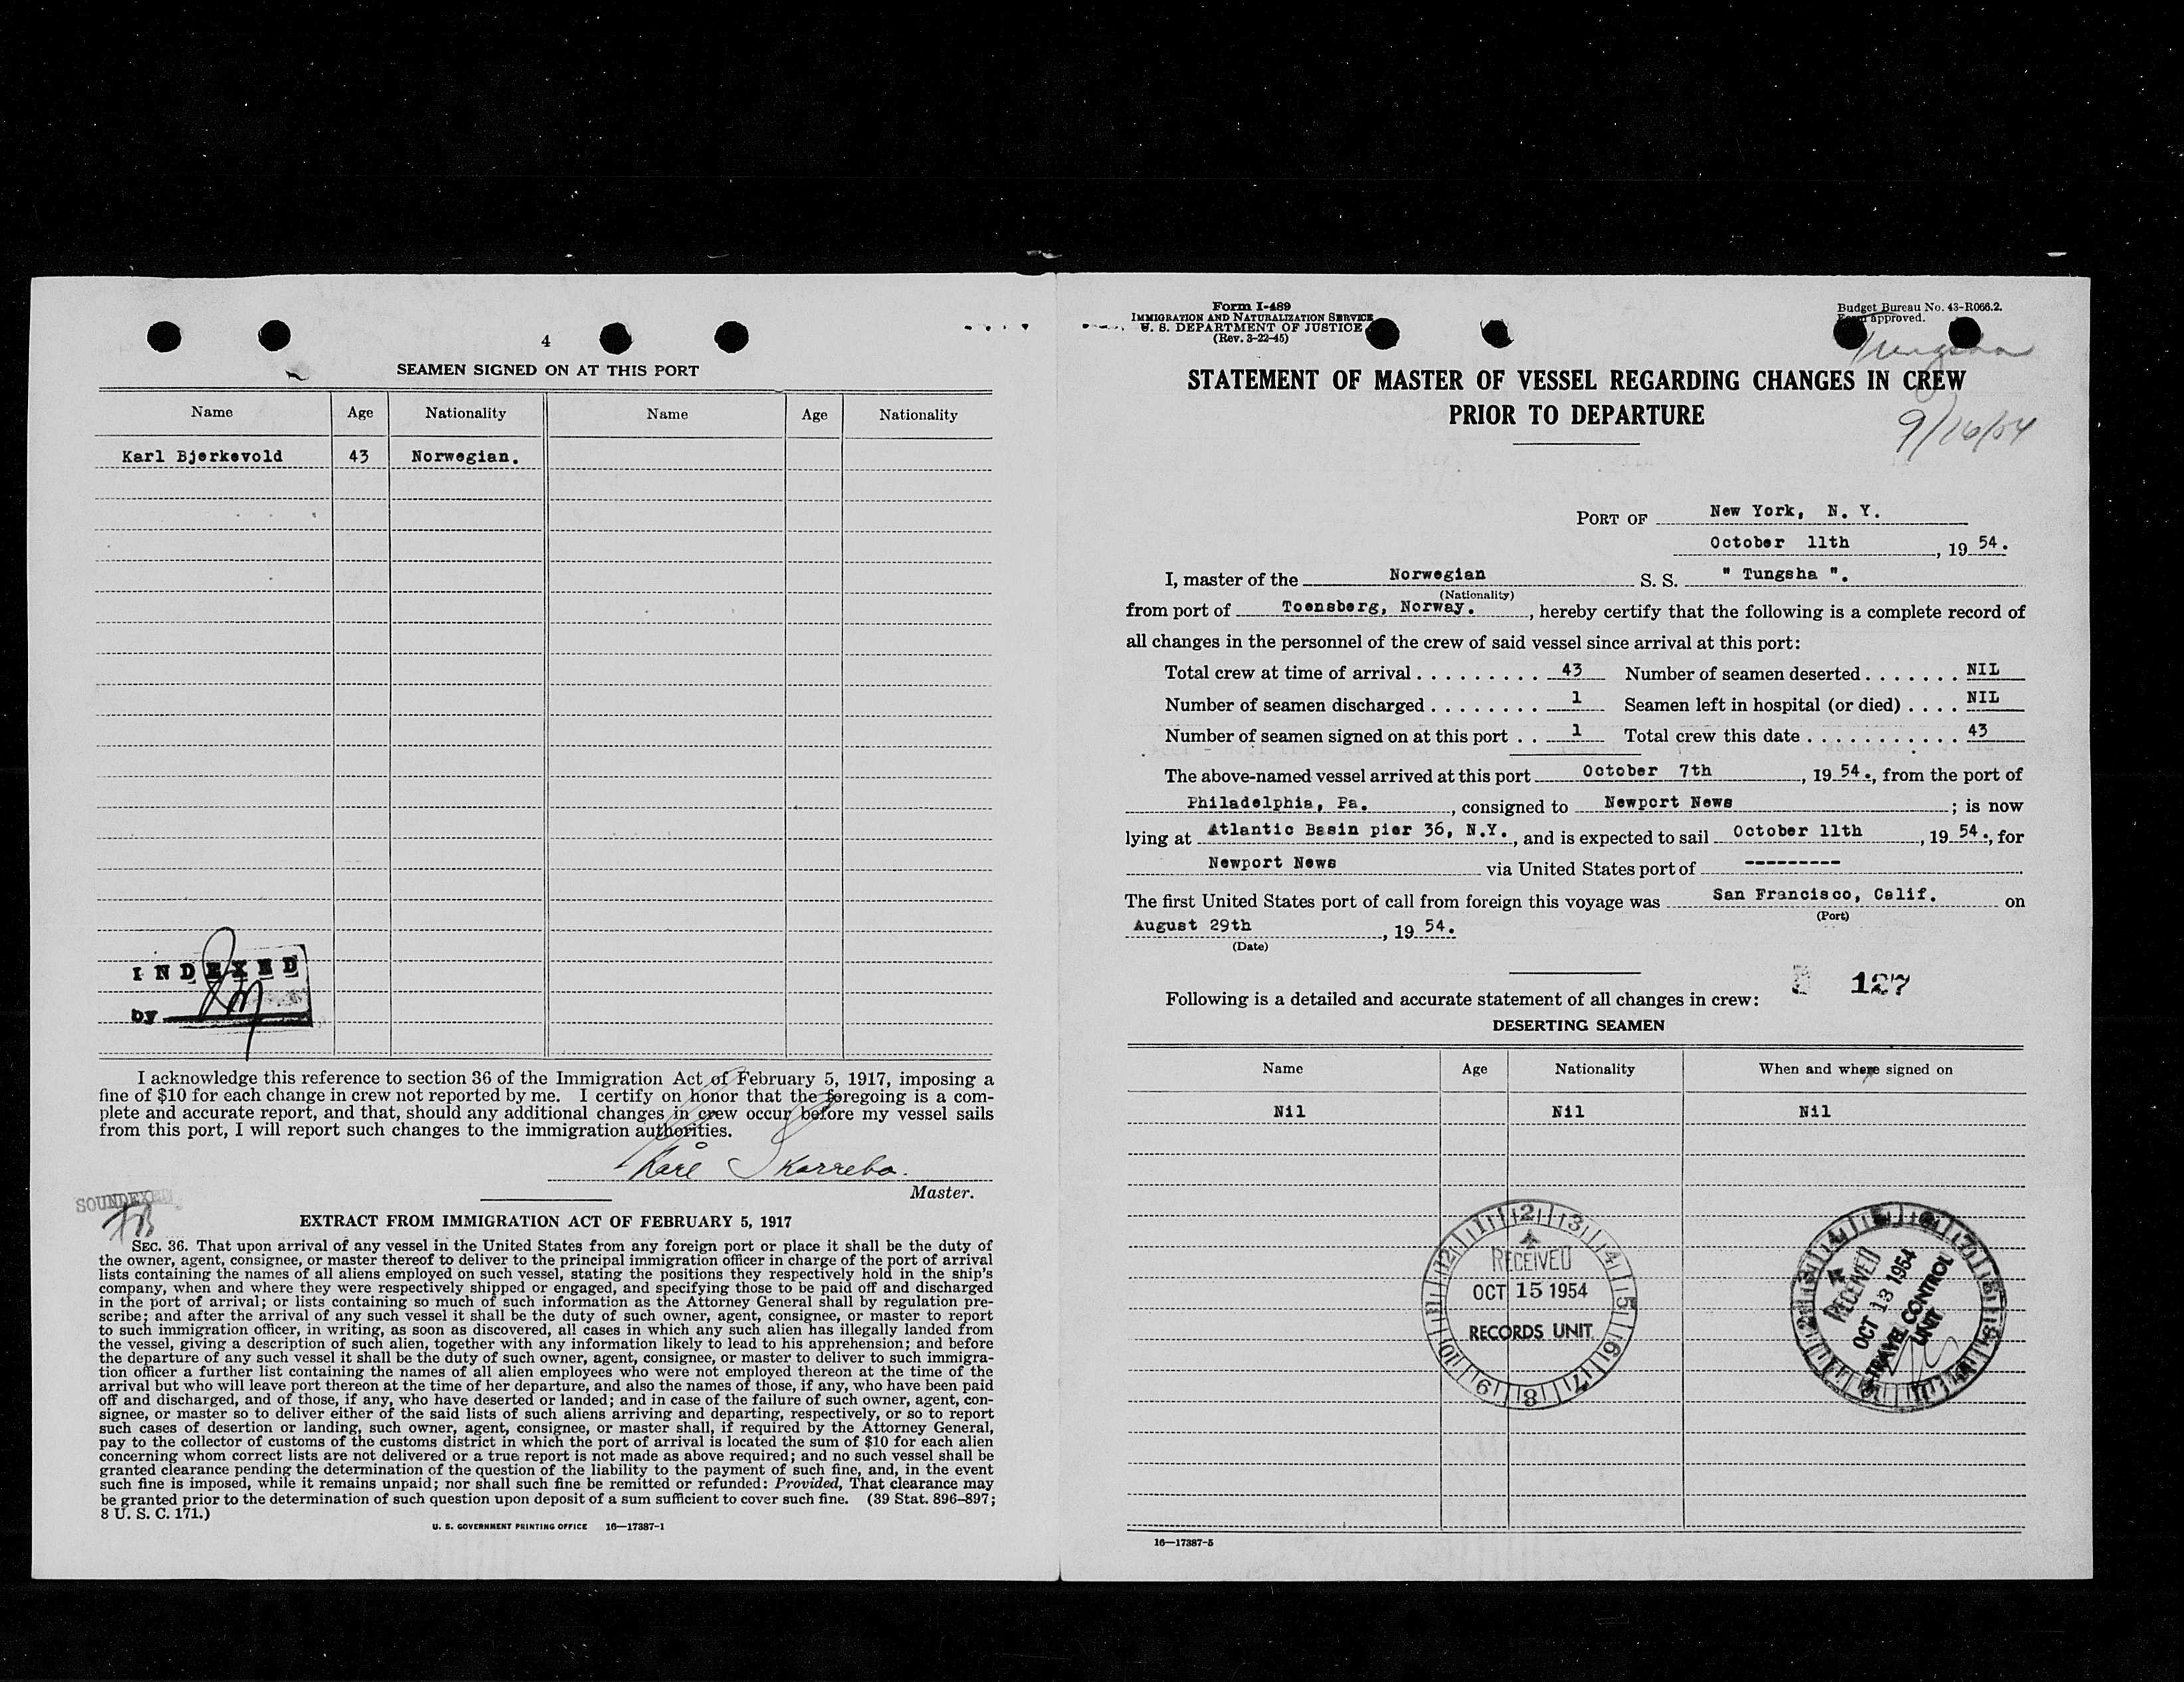 4
SEAMEN SIGNED ON AT THIS PORT
Name Age Nationality Name Age Nationality
Karl Bjerkevold 43 Norwegian.
INDEXED
by
I acknowledge this reference to section 36 of the Immigration Act of February 5, 1917, imposing a
fine of $10 for each change in crew not reported by me. I certify on honor that the foregoing is a com-
plete and accurate report, and that, should any additional changes in crew occur before my vessel sails
from this port, I will report such changes to the immigration authorities.
Kåre Skarrebo.
Master.
SOUNDEXED
EXTRACT FROM IMMIGRATION ACT OF FEBRUARY 5, 1917
SEC. 36. That upon arrival of any vessel in the United States from any foreign port or place it shall be the duty of
the owner, agent, consignee, or master thereof to deliver to the principal immigration officer in charge of the port of arrival
lists containing the names of all aliens employed on such vessel, stating the positions they respectively hold in the ship's
company, when and where they were respectively shipped or engaged, and specifying those to be paid off and discharged
in the port of arrival; or lists containing so much of such information as the Attorney General shall by regulation pre-
scribe; and after the arrival of any such vessel it shall be the duty of such owner, agent, consignee, or master to report
to such immigration officer, in writing, as soon as discovered, all cases in which any such alien has illegally landed from
the vessel, giving a description of such alien, together with any information likely to lead to his apprehension; and before
the departure of any such vessel it shall be the duty of such owner, agent, consignee, or master to deliver to such immigra-
tion officer a further list containing the names of all alien employees who were not employed thereon at the time of the
arrival but who will leave port thereon at the time of her departure, and also the names of those, if any, who have been paid
off and discharged, and of those, if any, who have deserted or landed; and in case of the failure of such owner, agent, con-
signee, or master so to deliver either of the said lists of such aliens arriving and departing, respectively, or so to report
such cases of desertion or landing, such owner, agent, consignee, or master shall, if required by the Attorney General,
pay to the collector of customs of the customs district in which the port of arrival is located the sum of $10 for each alien
concerning whom correct lists are not delivered or a true report is not made as above required; and no such vessel shall be
granted clearance pending the determination of the question of the liability to the payment of such fine, and, in the event
such fine is imposed, while it remains unpaid; nor shall such fine be remitted or refunded: Provided, That clearance may
be granted prior to the determination of such question upon deposit of a sum sufficient to cover such fine. (39 Stat. 896–897;
8 U. S. C. 171.)
U. S. GOVERNMENT PRINTING OFFICE 16—17387-1
Form I-489
IMMIGRATION AND NATURALIZATION SERVICE
U. S. DEPARTMENT OF JUSTICE
(Rev. 3-22-45)
Budget Bureau No. 43-R066.2.
Form approved.
Tungsha
9/16/54
STATEMENT OF MASTER OF VESSEL REGARDING CHANGES IN CREW
PRIOR TO DEPARTURE
PORT OF New York, N. Y.
October 11th, 19 54.
I, master of the Norwegian S. S. " Tungsha ".
(Nationality)
from port of Toensberg, Norway., hereby certify that the following is a complete record of
all changes in the personnel of the crew of said vessel since arrival at this port:
Total crew at time of arrival . . . . . . . . . 43 Number of seamen deserted . . . . . . . NIL
Number of seamen discharged . . . . . . . . 1 Seamen left in hospital (or died) . . . . NIL
Number of seamen signed on at this port . . 1 Total crew this date . . . . . . . . . . . 43
The above-named vessel arrived at this port October 7th, 19 54., from the port of
Philadelphia, Pa., consigned to Newport News ; is now
lying at Atlantic Basin pier 36, N.Y., and is expected to sail October 11th, 19 54., for
Newport News via United States port of ---------
The first United States port of call from foreign this voyage was San Francisco, Calif. on
(Port)
August 29th, 19 54.
(Date)
127
Following is a detailed and accurate statement of all changes in crew:
DESERTING SEAMEN
Name Age Nationality When and where signed on
Nil Nil Nil
RECEIVED
OCT 15 1954
RECORDS UNIT
RECEIVED
OCT 13 1954
TRAVEL CONTROL
UNIT
16—17387-5